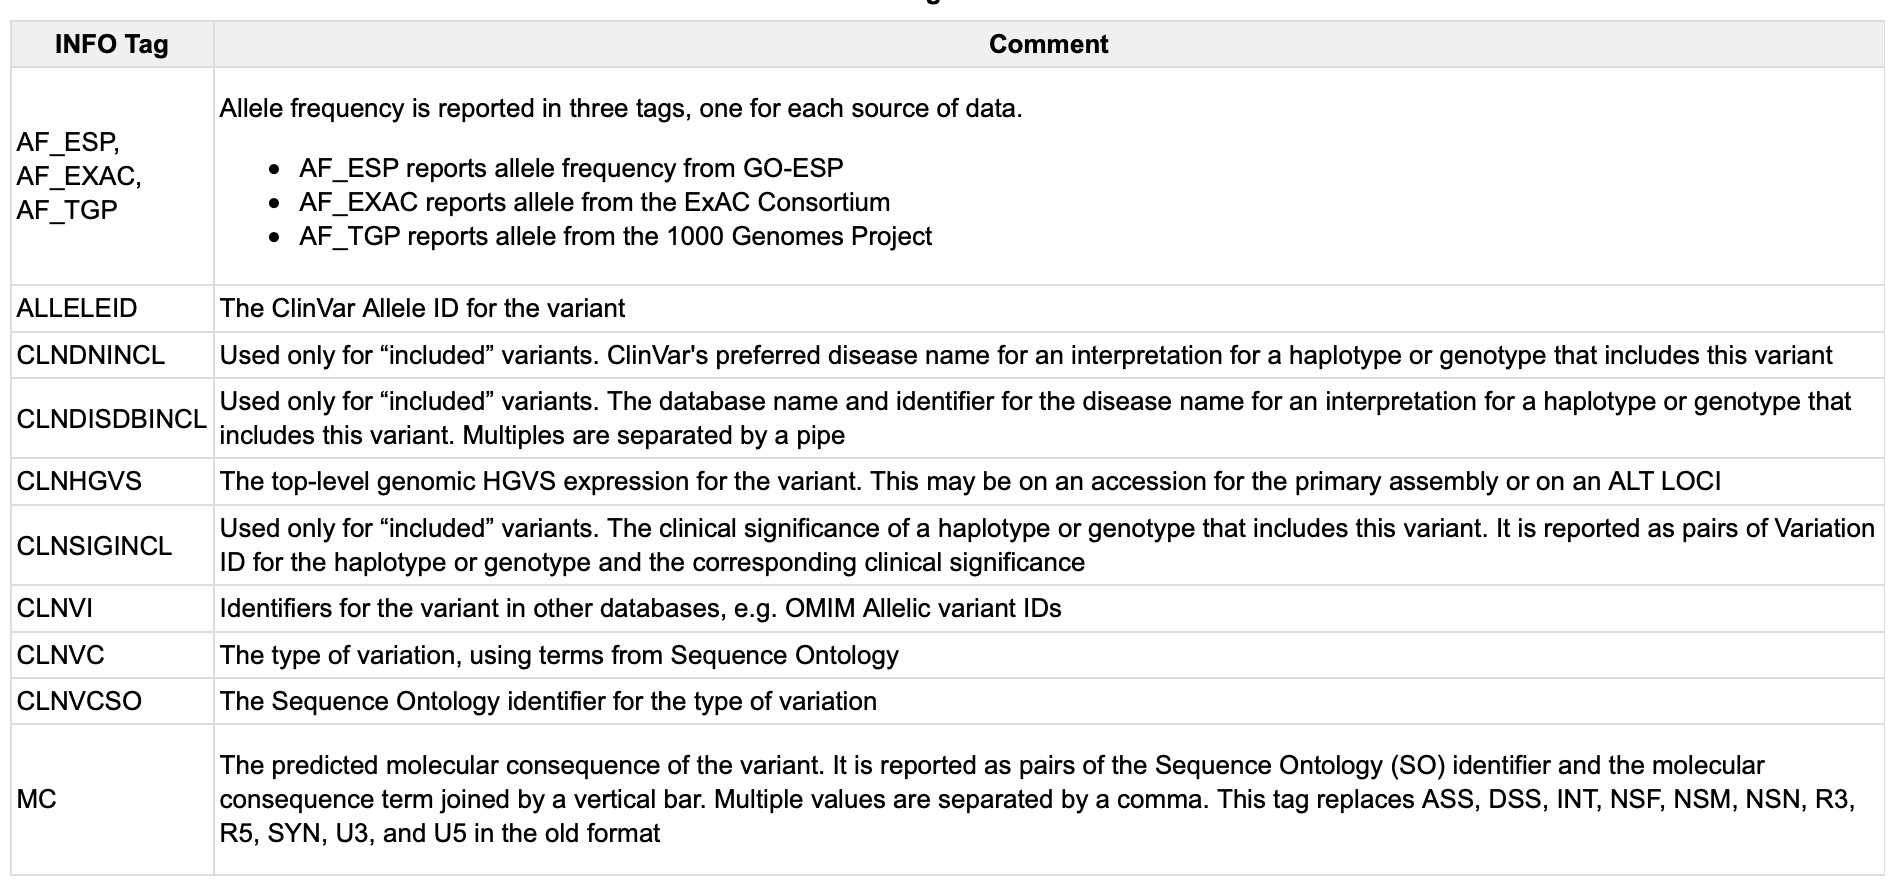 INFO Tag
Comment
AF_ESP,
AF_EXAC,
AF_TGP
Allele frequency is reported in three tags, one for each source of data.
• AF_ESP reports allele frequency from GO-ESP
• AF_EXAC reports allele from the ExAC Consortium
• AF_TGP reports allele from the 1000 Genomes Project
ALLELEID
The ClinVar Allele ID for the variant
CLNDNINCL
Used only for “included” variants. ClinVar's preferred disease name for an interpretation for a haplotype or genotype that includes this variant
CLNDISDBINCL
Used only for “included” variants. The database name and identifier for the disease name for an interpretation for a haplotype or genotype that
includes this variant. Multiples are separated by a pipe
CLNHGVS
The top-level genomic HGVS expression for the variant. This may be on an accession for the primary assembly or on an ALT LOCI
CLNSIGINCL
Used only for “included” variants. The clinical significance of a haplotype or genotype that includes this variant. It is reported as pairs of Variation
ID for the haplotype or genotype and the corresponding clinical significance
CLNVI
Identifiers for the variant in other databases, e.g. OMIM Allelic variant IDs
CLNVC
The type of variation, using terms from Sequence Ontology
CLNVCSO
The Sequence Ontology identifier for the type of variation
MC
The predicted molecular consequence of the variant. It is reported as pairs of the Sequence Ontology (SO) identifier and the molecular
consequence term joined by a vertical bar. Multiple values are separated by a comma. This tag replaces ASS, DSS, INT, NSF, NSM, NSN, R3,
R5, SYN, U3, and U5 in the old format